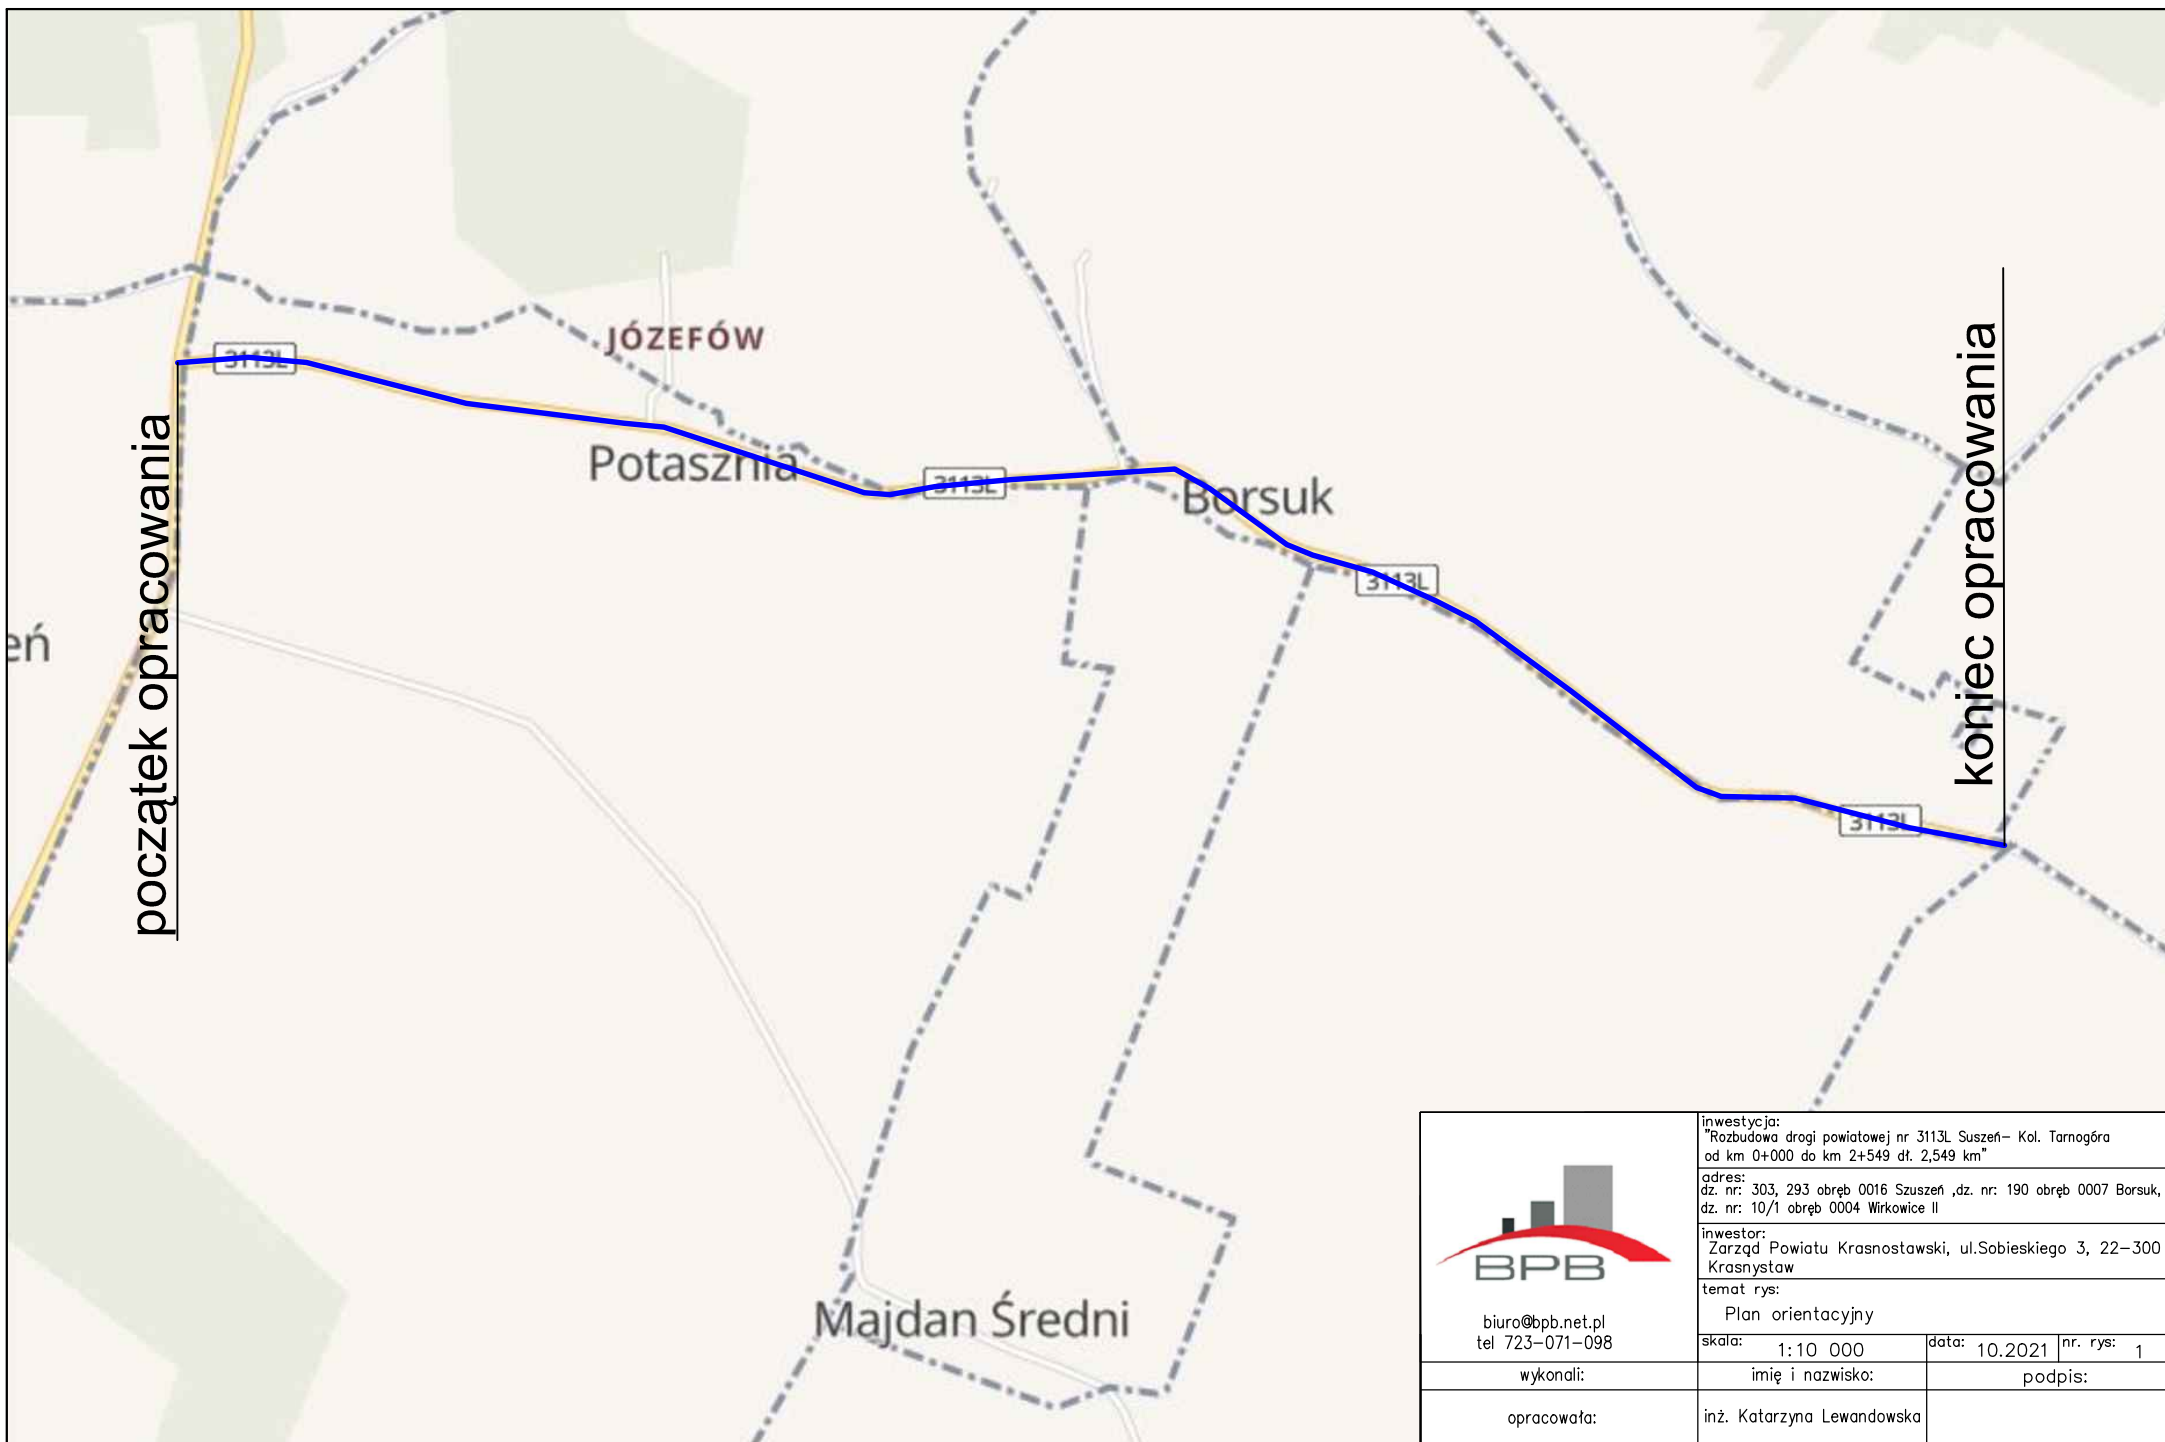 JÓZEFÓW
3113L
początek opracowania
Potasznia
3113L
Borsuk
3113L
koniec opracowania
eń
3113L
Majdan Średni
BPB
biuro@bpb.net.pl
tel 723-071-098
inwestycja:
"Rozbudowa drogi powiatowej nr 3113L Suszeń- Kol. Tarnogóra
od km 0+000 do km 2+549 dł. 2,549 km"
adres:
dz. nr: 303, 293 obręb 0016 Szuszeń ,dz. nr: 190 obręb 0007 Borsuk,
dz. nr: 10/1 obręb 0004 Wirkowice II
inwestor:
Zarząd Powiatu Krasnostawski, ul.Sobieskiego 3, 22-300
Krasnystaw
temat rys:
Plan orientacyjny
skala: 1:10 000 data: 10.2021 nr. rys: 1
wykonali: imię i nazwisko: podpis:
opracowała: inż. Katarzyna Lewandowska